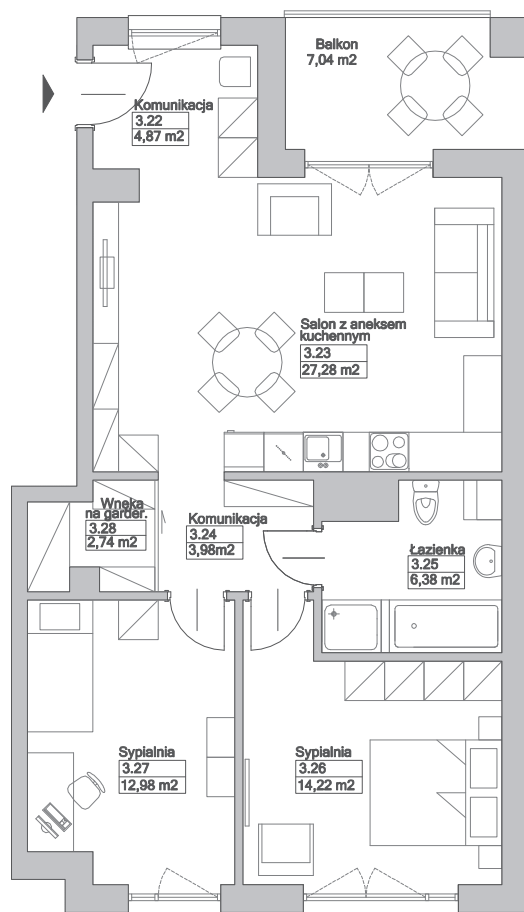 Balkon
7,04 m2
Komunikacja
3.22
4,87 m2
Salon z aneksem
kuchennym
3.23
27,28 m2
Wnęka
na garder.
3.28
2,74 m2
Komunikacja
3.24
3,98m2
Łazienka
3.25
6,38 m2
Sypialnia
3.27
12,98 m2
Sypialnia
3.26
14,22 m2